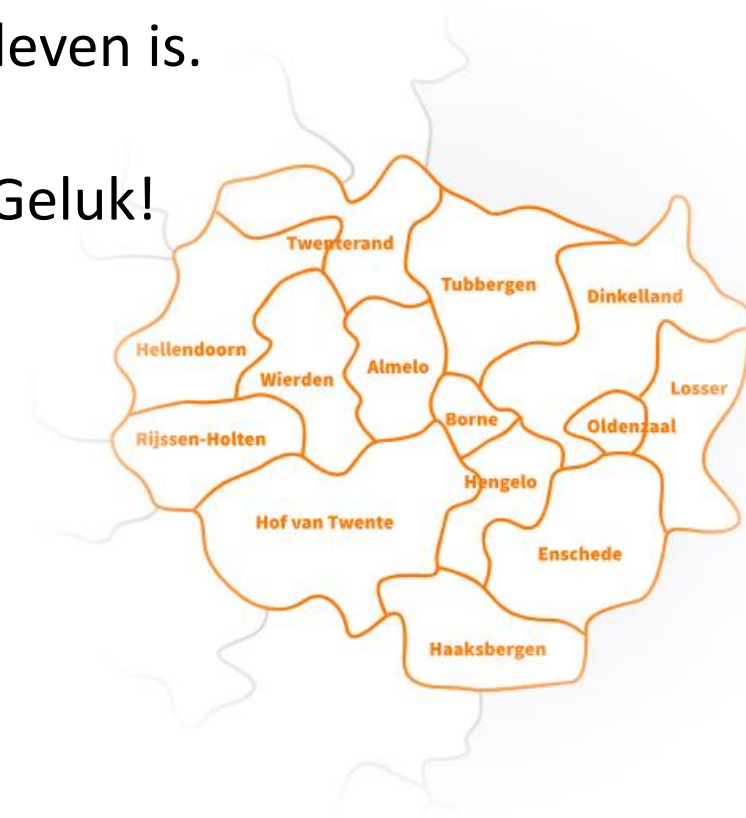 leven is.
Geluk!
Twenterand
Tubbergen
Dinkelland
Hellendoorn
Almelo
Wierden
Losser
Borne
Oldenzaal
Rijssen-Holten
Hengelo
Hof van Twente
Enschede
Haaksbergen